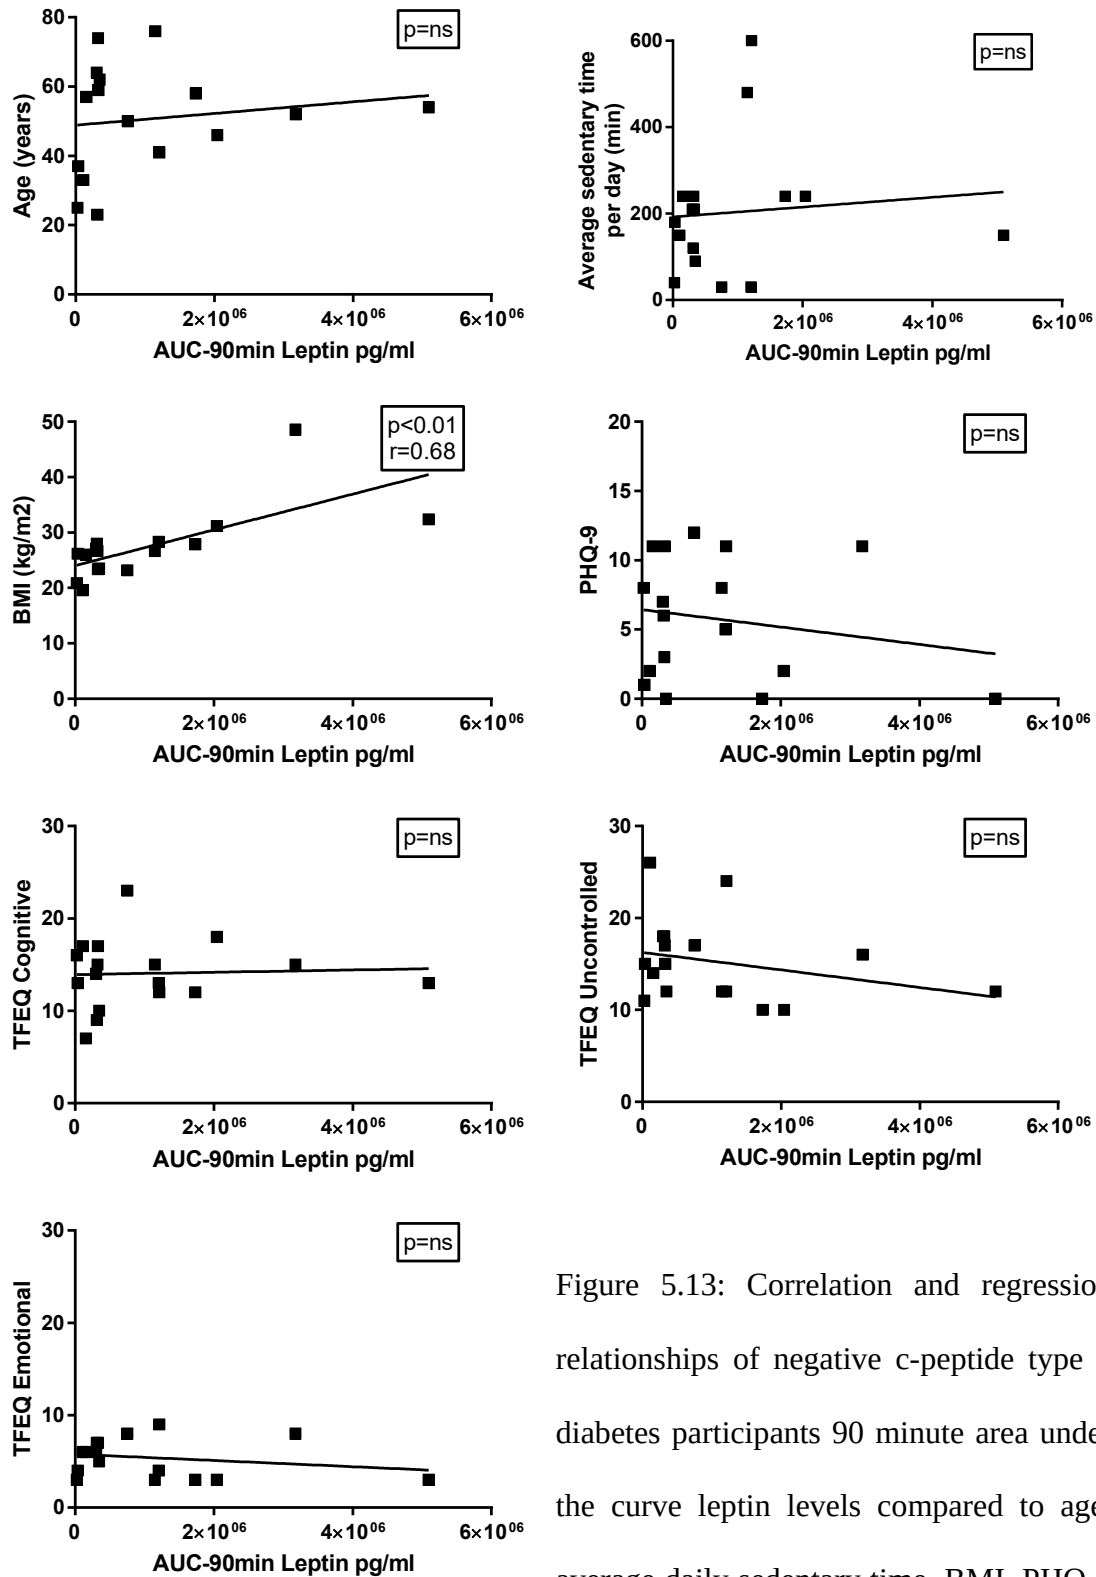 80
60
40
20
0
Age (years)
p=ns
0 2×10⁰⁶ 4×10⁰⁶ 6×10⁰⁶
AUC-90min Leptin pg/ml
600
400
200
0
Average sedentary time
per day (min)
p=ns
0 2×10⁰⁶ 4×10⁰⁶ 6×10⁰⁶
AUC-90min Leptin pg/ml
50
40
30
20
10
0
BMI (kg/m2)
p<0.01
r=0.68
0 2×10⁰⁶ 4×10⁰⁶ 6×10⁰⁶
AUC-90min Leptin pg/ml
20
15
10
5
0
PHQ-9
p=ns
0 2×10⁰⁶ 4×10⁰⁶ 6×10⁰⁶
AUC-90min Leptin pg/ml
30
20
10
0
TFEQ Cognitive
p=ns
0 2×10⁰⁶ 4×10⁰⁶ 6×10⁰⁶
AUC-90min Leptin pg/ml
30
20
10
0
TFEQ Uncontrolled
p=ns
0 2×10⁰⁶ 4×10⁰⁶ 6×10⁰⁶
AUC-90min Leptin pg/ml
30
20
10
0
TFEQ Emotional
p=ns
0 2×10⁰⁶ 4×10⁰⁶ 6×10⁰⁶
AUC-90min Leptin pg/ml
Figure 5.13: Correlation and regressio
relationships of negative c-peptide type
diabetes participants 90 minute area unde
the curve leptin levels compared to age
average daily sedentary time, BMI, PHQ